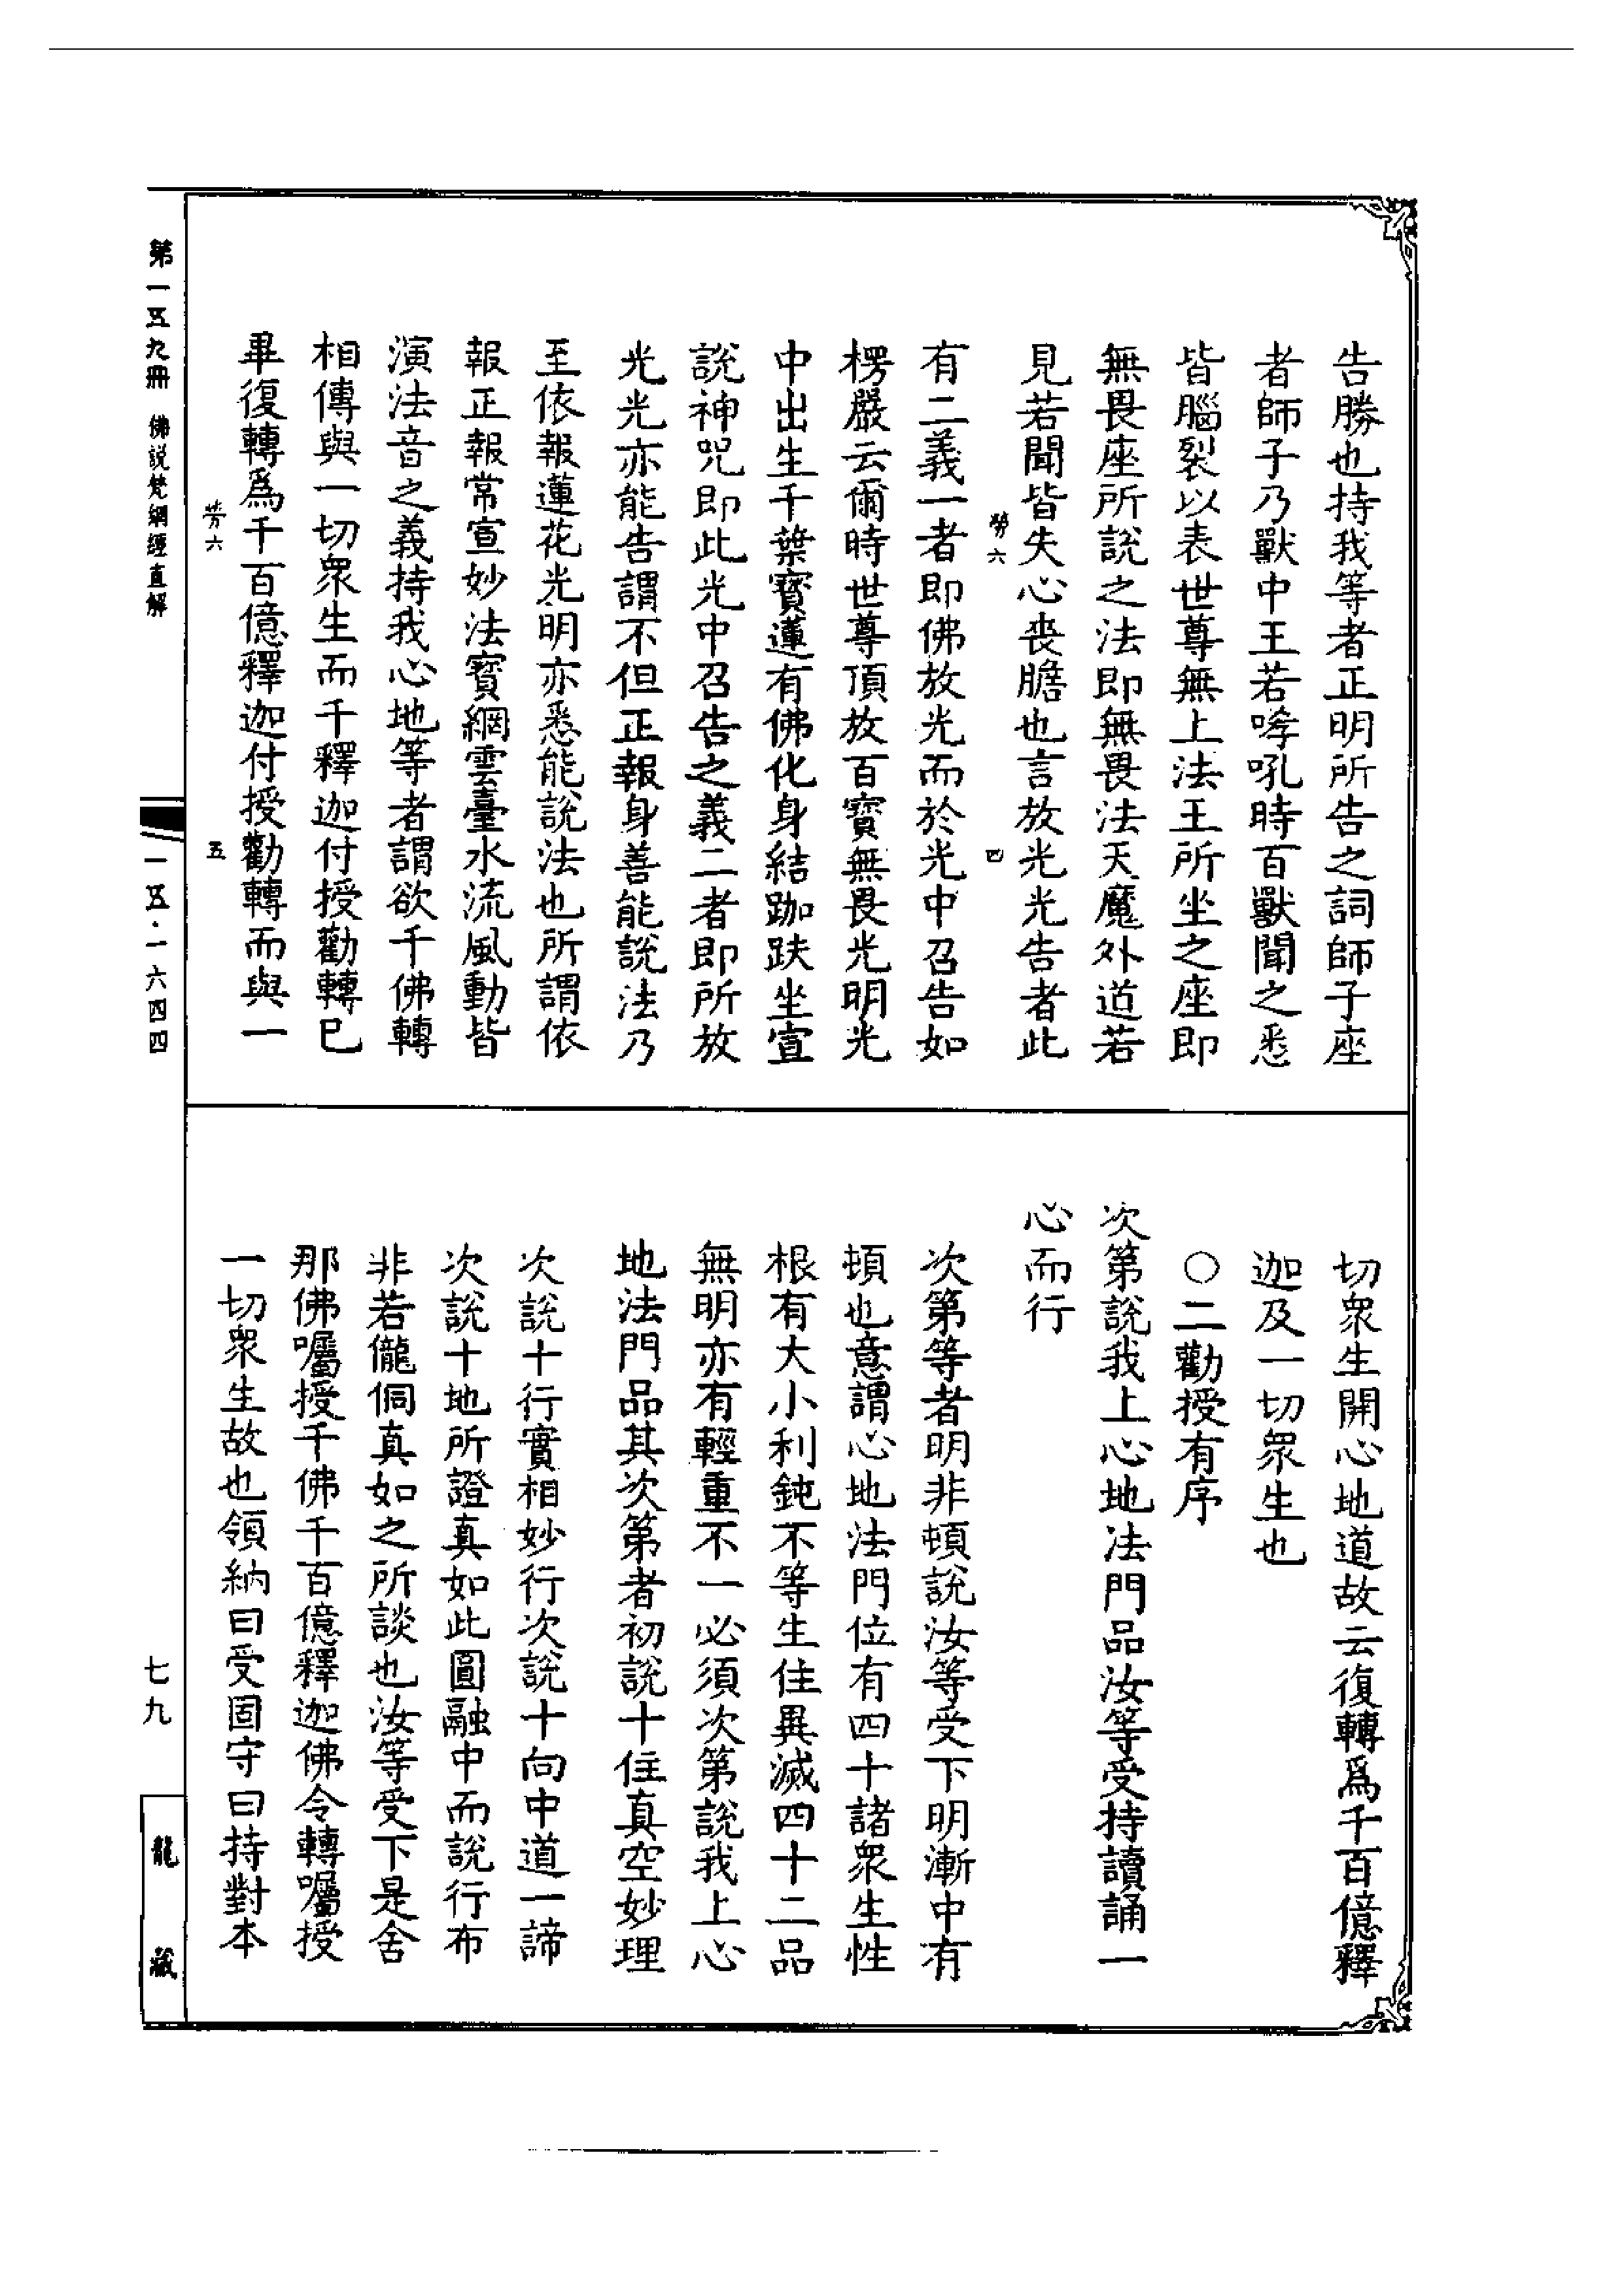 告勝也持我等者正明所告之詞師子座
者師子乃獸中王若哮吼時百獸聞之悉
皆腦裂以表世尊無上法王所坐之座即
無畏座所說之法即無畏法天魔外道若
見若聞皆失心喪膽也言放光光告者此
勞六 四
有二義一者即佛放光而於光中召告如
楞嚴云爾時世尊頂放百寶無畏光明光
中出生千葉寶蓮有佛化身結跏趺坐宣
說神咒即此光中召告之義二者即所放
光光亦能告謂不但正報身善能說法乃
至依報蓮花光明亦悉能說法也所謂依
報正報常宣妙法寶網雲臺水流風動皆
演法音之義持我心地等者謂欲千佛轉
相傳與一切眾生而千釋迦付授勸轉已
畢復轉爲千百億釋迦付授勸轉而與一
勞六 五
切眾生開心地道故云復轉爲千百億釋
迦及一切眾生也
○二勸授有序
次第說我上心地法門品汝等受持讀誦一
心而行
次第等者明非頓說汝等受下明漸中有
頓也意謂心地法門位有四十諸眾生性
根有大小利鈍不等生住異滅四十二品
無明亦有輕重不一必須次第說我上心
地法門品其次第者初說十住真空妙理
次說十行實相妙行次說十向中道一諦
次說十地所證真如此圓融中而說行布
非若儱侗真如之所談也汝等受下是舍
那佛囑授千佛千百億釋迦佛令轉囑授
一切眾生故也領納曰受固守曰持對本
第一五九冊 佛説梵網經直解
一五·一六四四
七九
龍藏